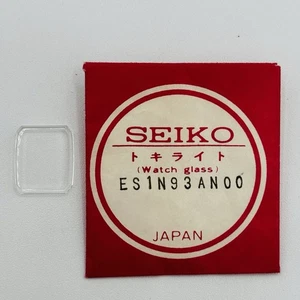 SEIKO
トキライト
(Watch glass)
ES1N93AN00
JAPAN